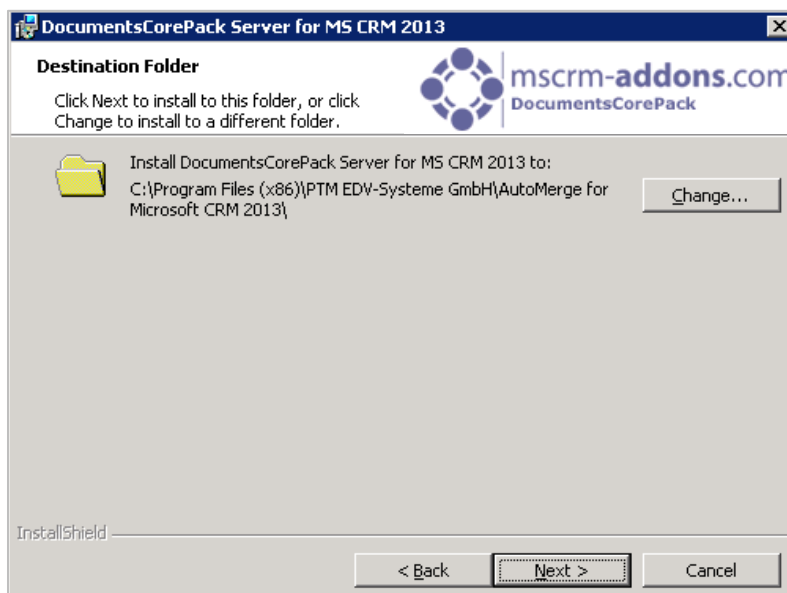 DocumentsCorePack Server for MS CRM 2013
Destination Folder
Click Next to install to this folder, or click
Change to install to a different folder.
mscrm-addons.com
DocumentsCorePack
Install DocumentsCorePack Server for MS CRM 2013 to:
C:\Program Files (x86)\PTM EDV-Systeme GmbH\AutoMerge for
Microsoft CRM 2013\
Change...
InstallShield
< Back
Next >
Cancel